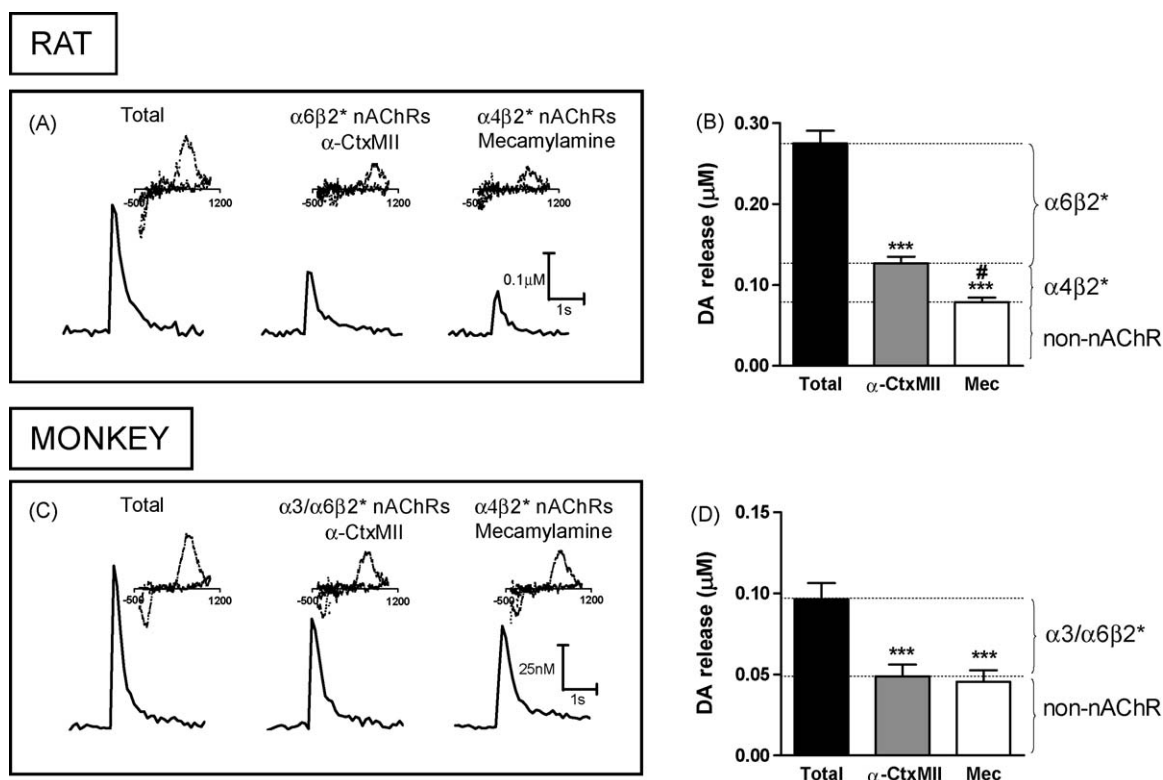 RAT
(A)
Total
α6β2* nAChRs
α-CtxMII
α4β2* nAChRs
Mecamylamine
-500 1200
-500 1200
-500 1200
0.1μM
1s
(B)
DA release (μM)
0.30
0.20
0.10
0.00
***
#
***
α6β2*
α4β2*
non-nAChR
Total α-CtxMII Mec
MONKEY
(C)
Total
α3/α6β2* nAChRs
α-CtxMII
α4β2* nAChRs
Mecamylamine
-500 1200
-500 1200
-500 1200
25nM
1s
(D)
DA release (μM)
0.15
0.10
0.05
0.00
***
***
α3/α6β2*
non-nAChR
Total α-CtxMII Mec